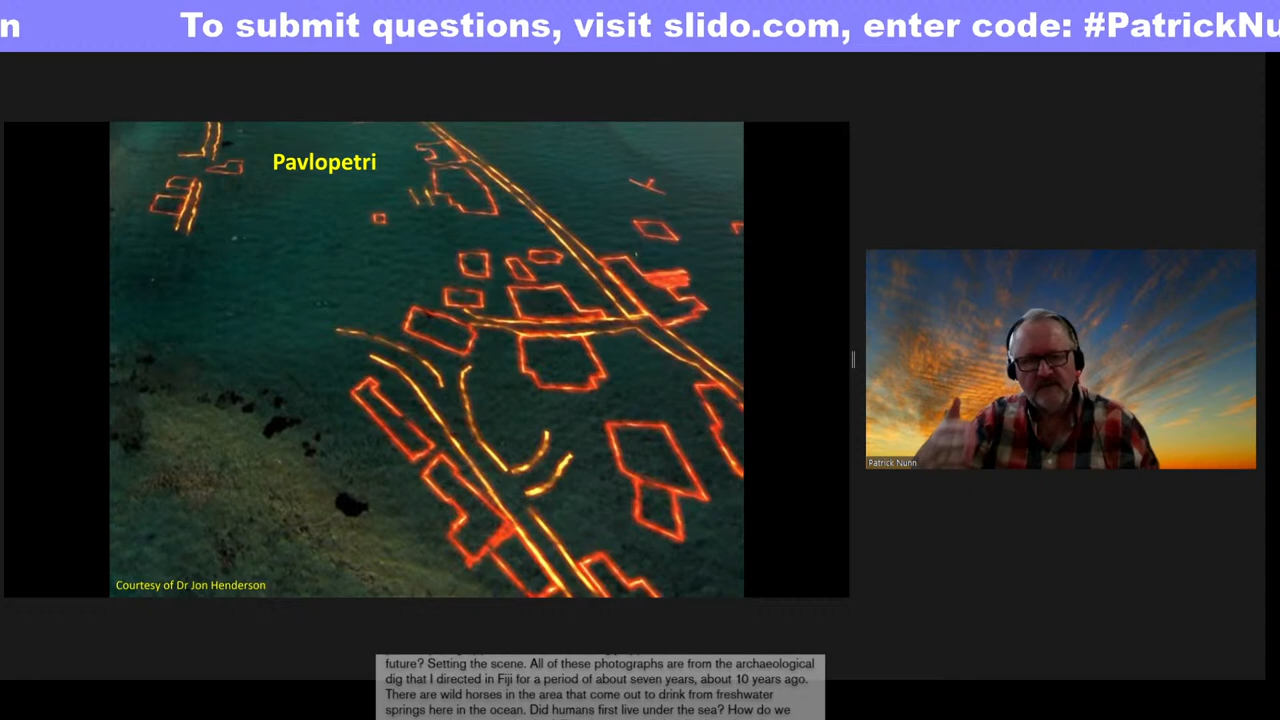 n To submit questions, visit slido.com, enter code: #PatrickNu
Pavlopetri
Courtesy of Dr Jon Henderson
Patrick Nunn
future? Setting the scene. All of these photographs are from the archaeological
dig that I directed in Fiji for a period of about seven years, about 10 years ago.
There are wild horses in the area that come out to drink from freshwater
springs here in the ocean. Did humans first live under the sea? How do we